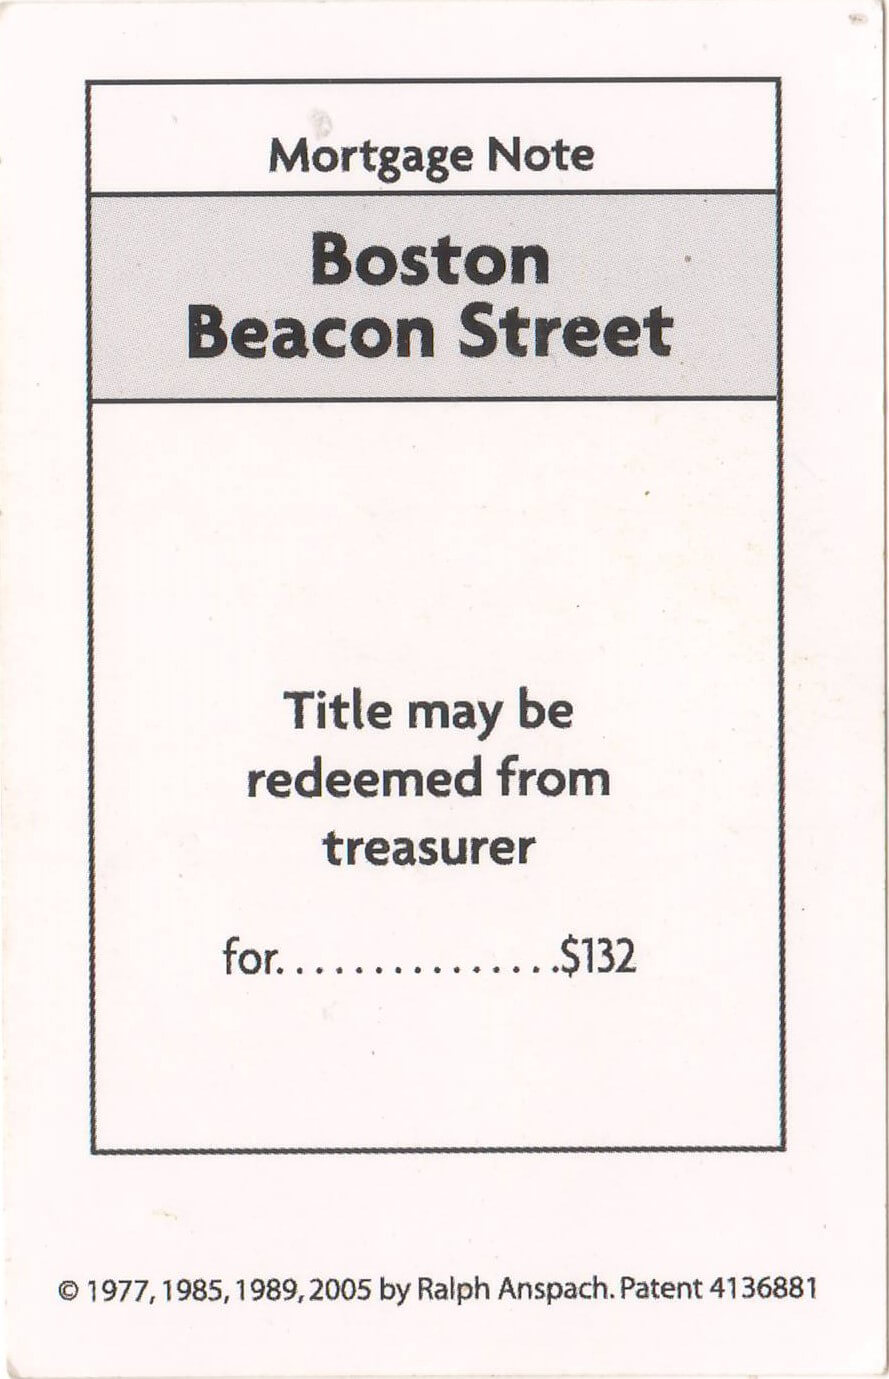 Mortgage Note
Boston
Beacon Street
Title may be
redeemed from
treasurer
for...............$132
© 1977, 1985, 1989, 2005 by Ralph Anspach. Patent 4136881